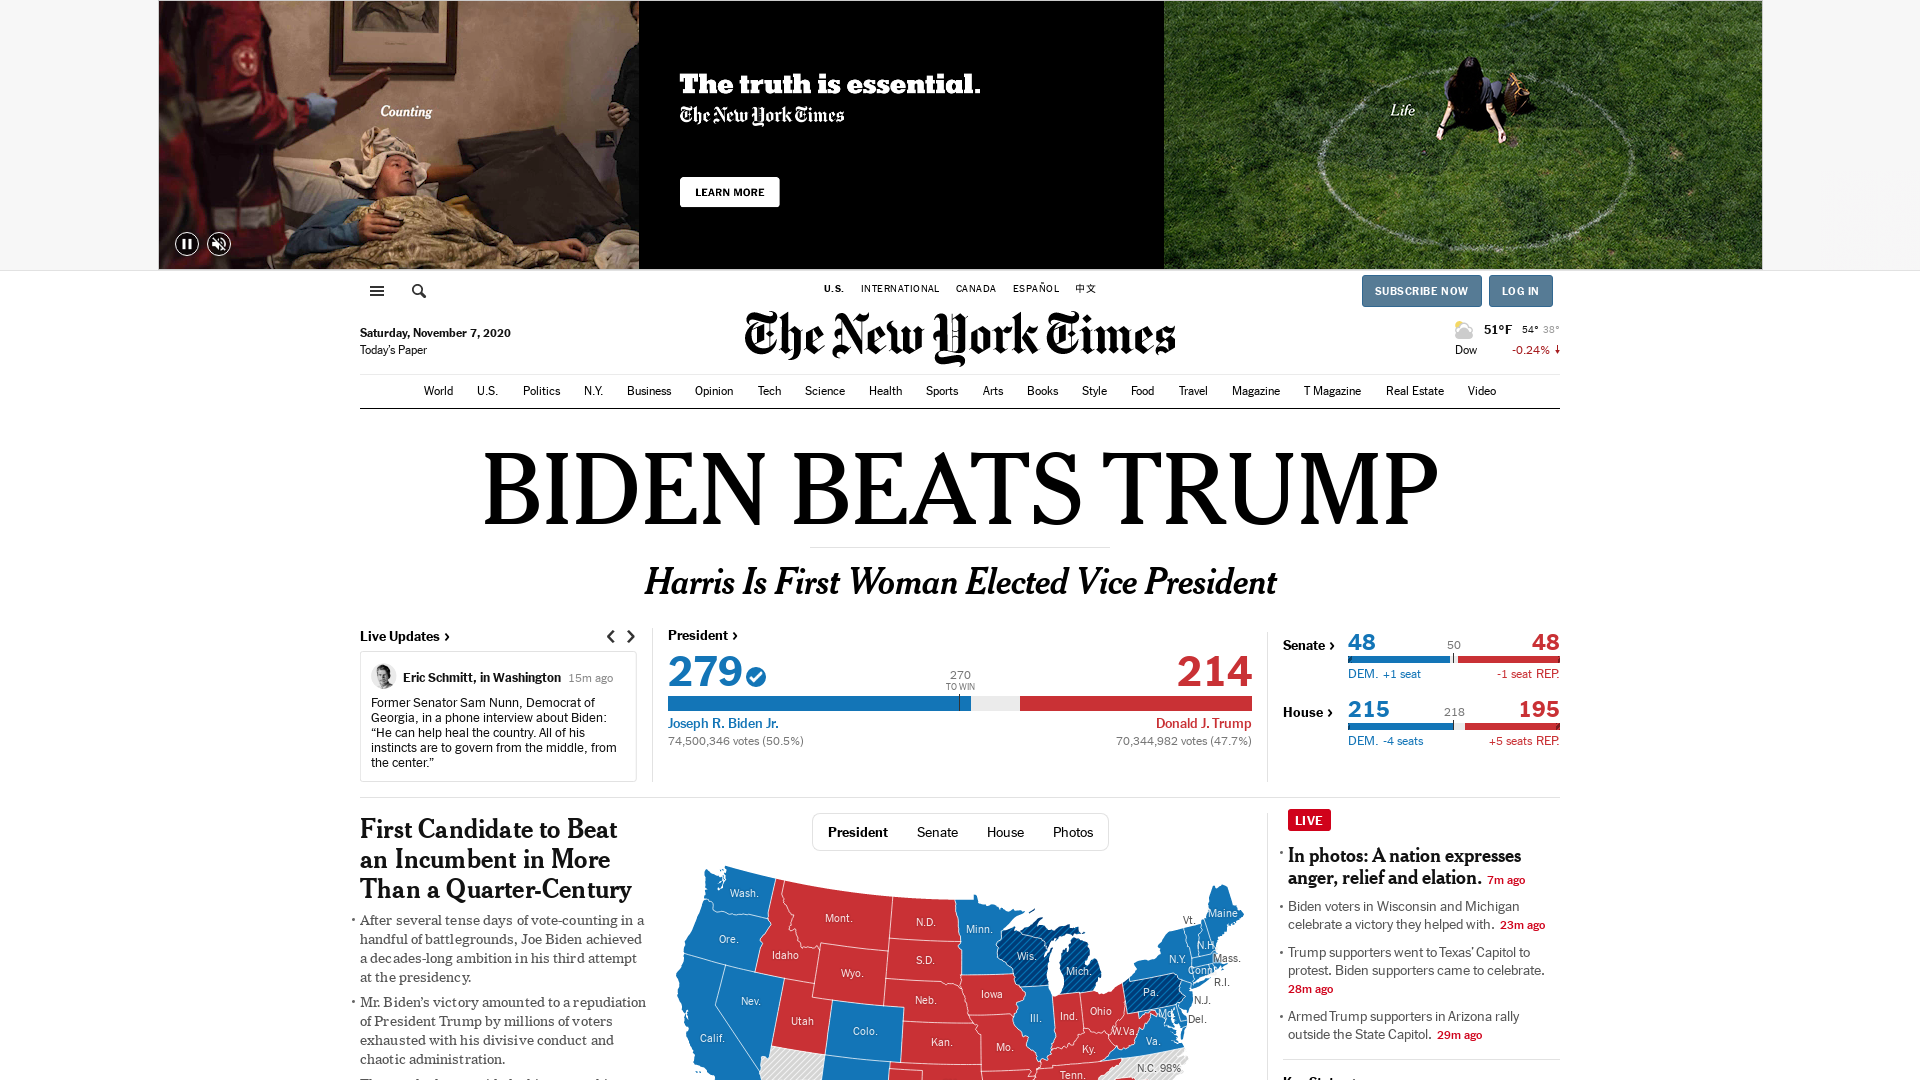 Counting
The truth is essential.
The New York Times
LEARN MORE
Life
U.S. INTERNATIONAL CANADA ESPAÑOL 中文
SUBSCRIBE NOW LOG IN
Saturday, November 7, 2020
Today's Paper
The New York Times
51°F 54° 38°
Dow -0.24% ↓
World U.S. Politics N.Y. Business Opinion Tech Science Health Sports Arts Books Style Food Travel Magazine T Magazine Real Estate Video
BIDEN BEATS TRUMP
Harris Is First Woman Elected Vice President
Live Updates ›
Eric Schmitt, in Washington 15m ago
Former Senator Sam Nunn, Democrat of
Georgia, in a phone interview about Biden:
“He can help heal the country. All of his
instincts are to govern from the middle, from
the center.”
President ›
279 214
270
TO WIN
Joseph R. Biden Jr. Donald J. Trump
74,500,346 votes (50.5%) 70,344,982 votes (47.7%)
Senate › 48 50 48
DEM. +1 seat -1 seat REP.
House › 215 218 195
DEM. -4 seats +5 seats REP.
First Candidate to Beat
an Incumbent in More
Than a Quarter-Century
After several tense days of vote-counting in a
handful of battlegrounds, Joe Biden achieved
a decades-long ambition in his third attempt
at the presidency.
Mr. Biden’s victory amounted to a repudiation
of President Trump by millions of voters
exhausted with his divisive conduct and
chaotic administration.
President Senate House Photos
Wash.
Mont.
N.D.
Minn.
Vt.
Maine
Ore.
Idaho
S.D.
Wis.
Mich.
N.Y.
N.H.
Mass.
Wyo.
Conn.
R.I.
Nev.
Neb.
Iowa
Pa.
N.J.
Utah
Colo.
Ill.
Ind.
Ohio
Md.
Del.
Calif.
Kan.
Mo.
W.Va.
Ky.
Va.
Tenn.
N.C. 98%
LIVE
In photos: A nation expresses
anger, relief and elation. 7m ago
Biden voters in Wisconsin and Michigan
celebrate a victory they helped with. 23m ago
Trump supporters went to Texas’ Capitol to
protest. Biden supporters came to celebrate.
28m ago
Armed Trump supporters in Arizona rally
outside the State Capitol. 29m ago